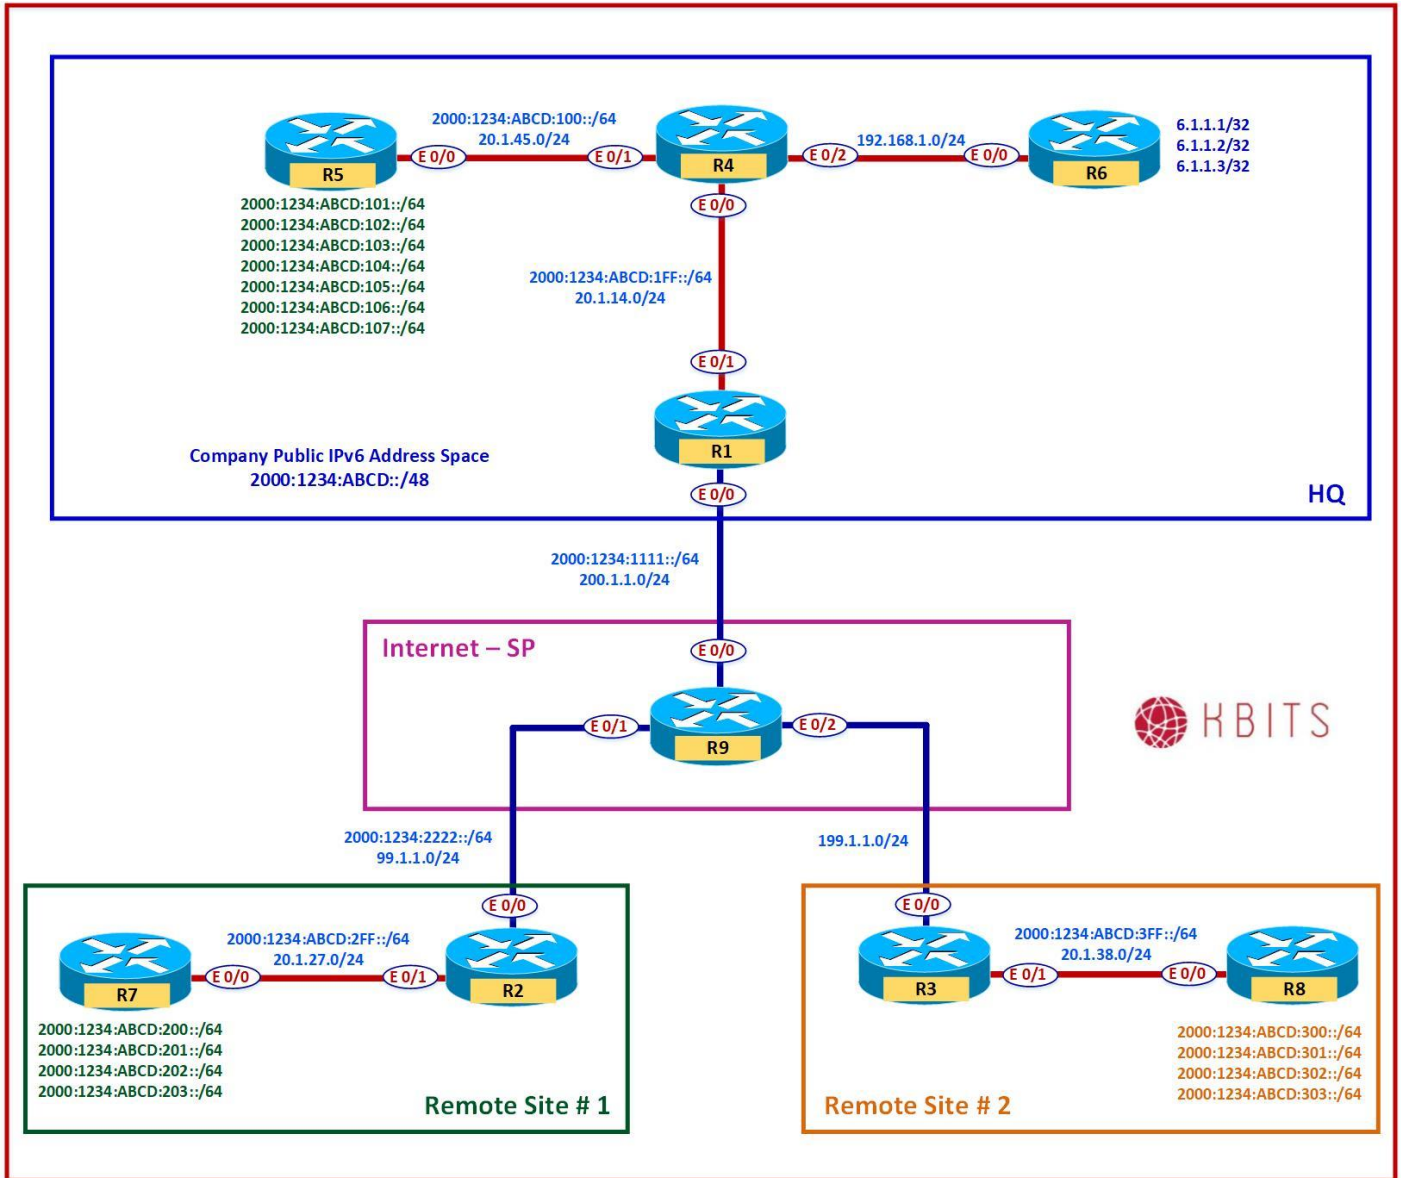 2000:1234:ABCD:100::/64
20.1.45.0/24
E 0/0
E 0/1
R5
R4
E 0/2
192.168.1.0/24
E 0/0
R6
6.1.1.1/32
6.1.1.2/32
6.1.1.3/32
E 0/0
2000:1234:ABCD:101::/64
2000:1234:ABCD:102::/64
2000:1234:ABCD:103::/64
2000:1234:ABCD:104::/64
2000:1234:ABCD:105::/64
2000:1234:ABCD:106::/64
2000:1234:ABCD:107::/64
2000:1234:ABCD:1FF::/64
20.1.14.0/24
E 0/1
R1
E 0/0
Company Public IPv6 Address Space
2000:1234:ABCD::/48
HQ
2000:1234:1111::/64
200.1.1.0/24
Internet – SP
E 0/0
E 0/1
R9
E 0/2
KBITS
2000:1234:2222::/64
99.1.1.0/24
199.1.1.0/24
E 0/0
2000:1234:ABCD:2FF::/64
20.1.27.0/24
E 0/0
E 0/1
R7
R2
2000:1234:ABCD:200::/64
2000:1234:ABCD:201::/64
2000:1234:ABCD:202::/64
2000:1234:ABCD:203::/64
Remote Site # 1
E 0/0
2000:1234:ABCD:3FF::/64
20.1.38.0/24
E 0/1
E 0/0
R3
R8
2000:1234:ABCD:300::/64
2000:1234:ABCD:301::/64
2000:1234:ABCD:302::/64
2000:1234:ABCD:303::/64
Remote Site # 2